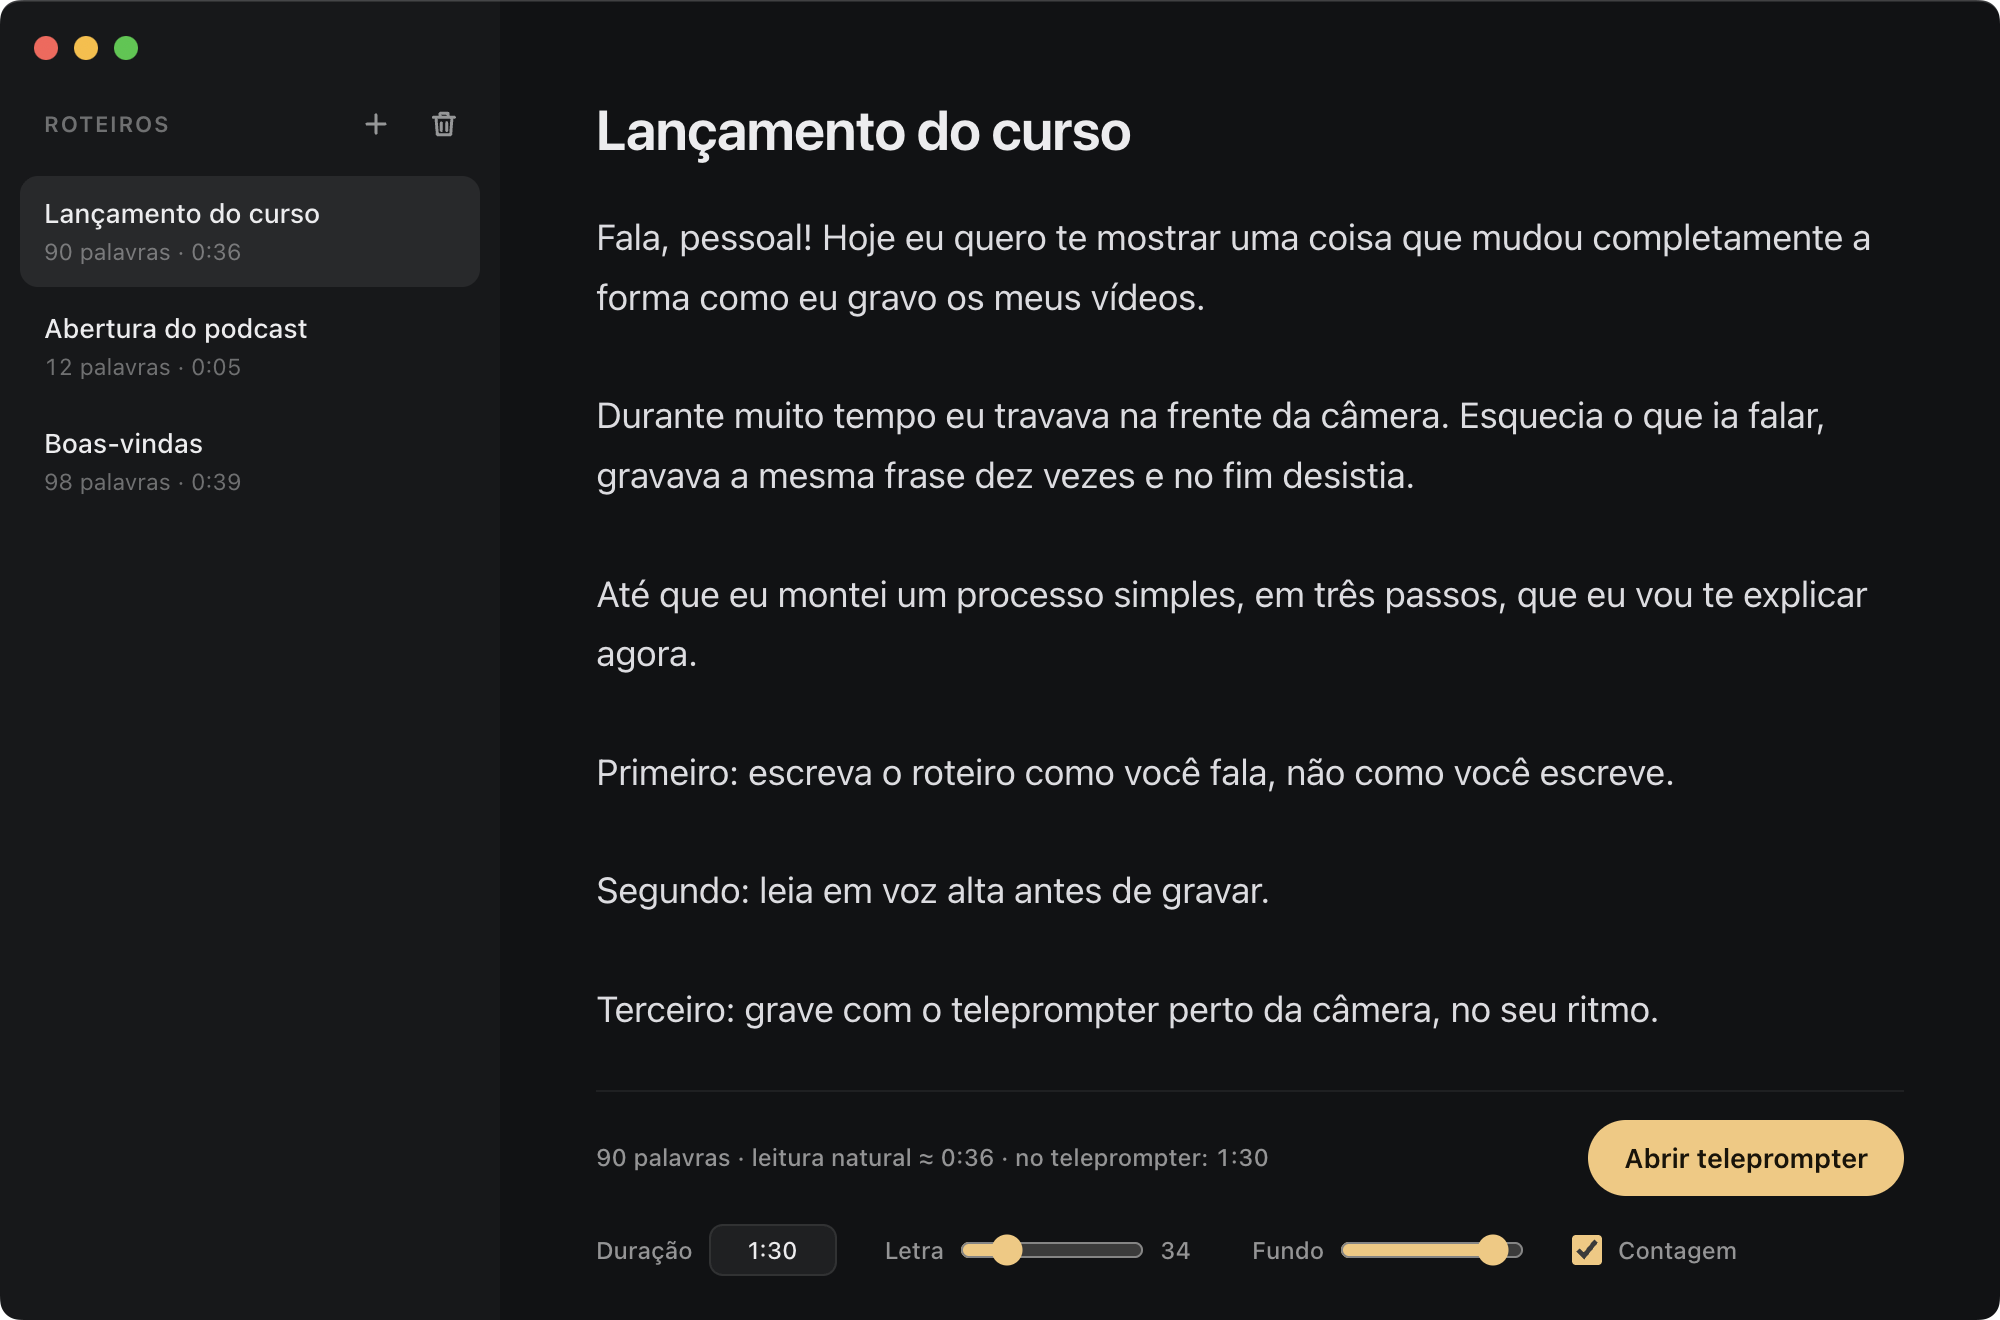 ROTEIROS
Lançamento do curso
90 palavras · 0:36
Abertura do podcast
12 palavras · 0:05
Boas-vindas
98 palavras · 0:39
Lançamento do curso
Fala, pessoal! Hoje eu quero te mostrar uma coisa que mudou completamente a
forma como eu gravo os meus vídeos.
Durante muito tempo eu travava na frente da câmera. Esquecia o que ia falar,
gravava a mesma frase dez vezes e no fim desistia.
Até que eu montei um processo simples, em três passos, que eu vou te explicar
agora.
Primeiro: escreva o roteiro como você fala, não como você escreve.
Segundo: leia em voz alta antes de gravar.
Terceiro: grave com o teleprompter perto da câmera, no seu ritmo.
90 palavras · leitura natural ≈ 0:36 · no teleprompter: 1:30
Abrir teleprompter
Duração 1:30 Letra 34 Fundo Contagem